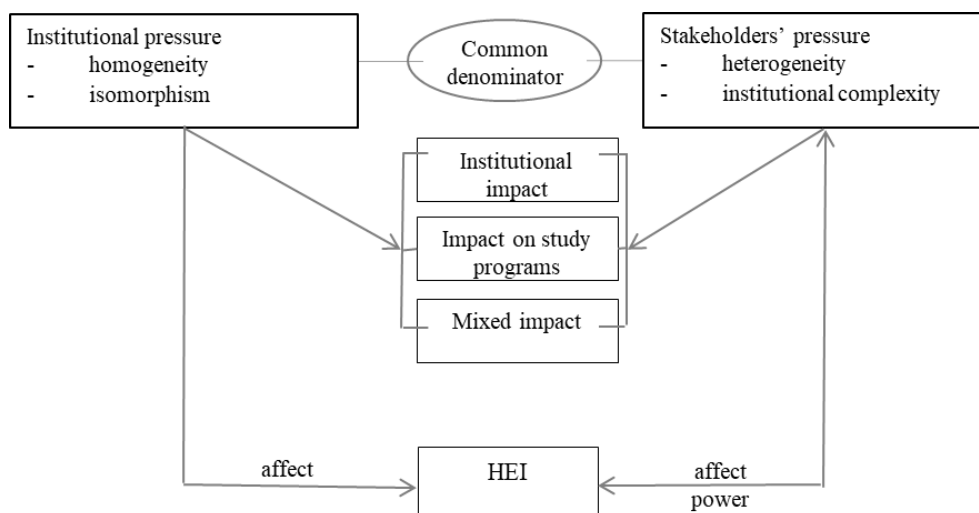 Institutional pressure
- homogeneity
- isomorphism
Common
denominator
Stakeholders’ pressure
- heterogeneity
- institutional complexity
Institutional
impact
Impact on study
programs
Mixed impact
affect
HEI
affect
power